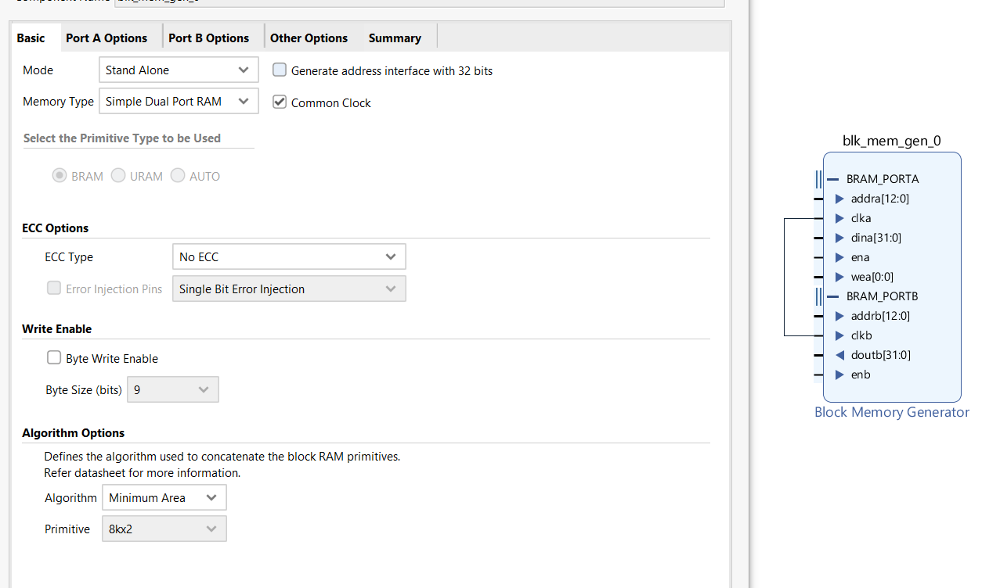 Component Name blk_mem_gen_0
Basic Port A Options Port B Options Other Options Summary
Mode Stand Alone Generate address interface with 32 bits
Memory Type Simple Dual Port RAM Common Clock
Select the Primitive Type to be Used
BRAM URAM AUTO
ECC Options
ECC Type No ECC
Error Injection Pins Single Bit Error Injection
Write Enable
Byte Write Enable
Byte Size (bits) 9
Algorithm Options
Defines the algorithm used to concatenate the block RAM primitives.
Refer datasheet for more information.
Algorithm Minimum Area
Primitive 8kx2
blk_mem_gen_0
BRAM_PORTA
addra[12:0]
clka
dina[31:0]
ena
wea[0:0]
BRAM_PORTB
addrb[12:0]
clkb
doutb[31:0]
enb
Block Memory Generator